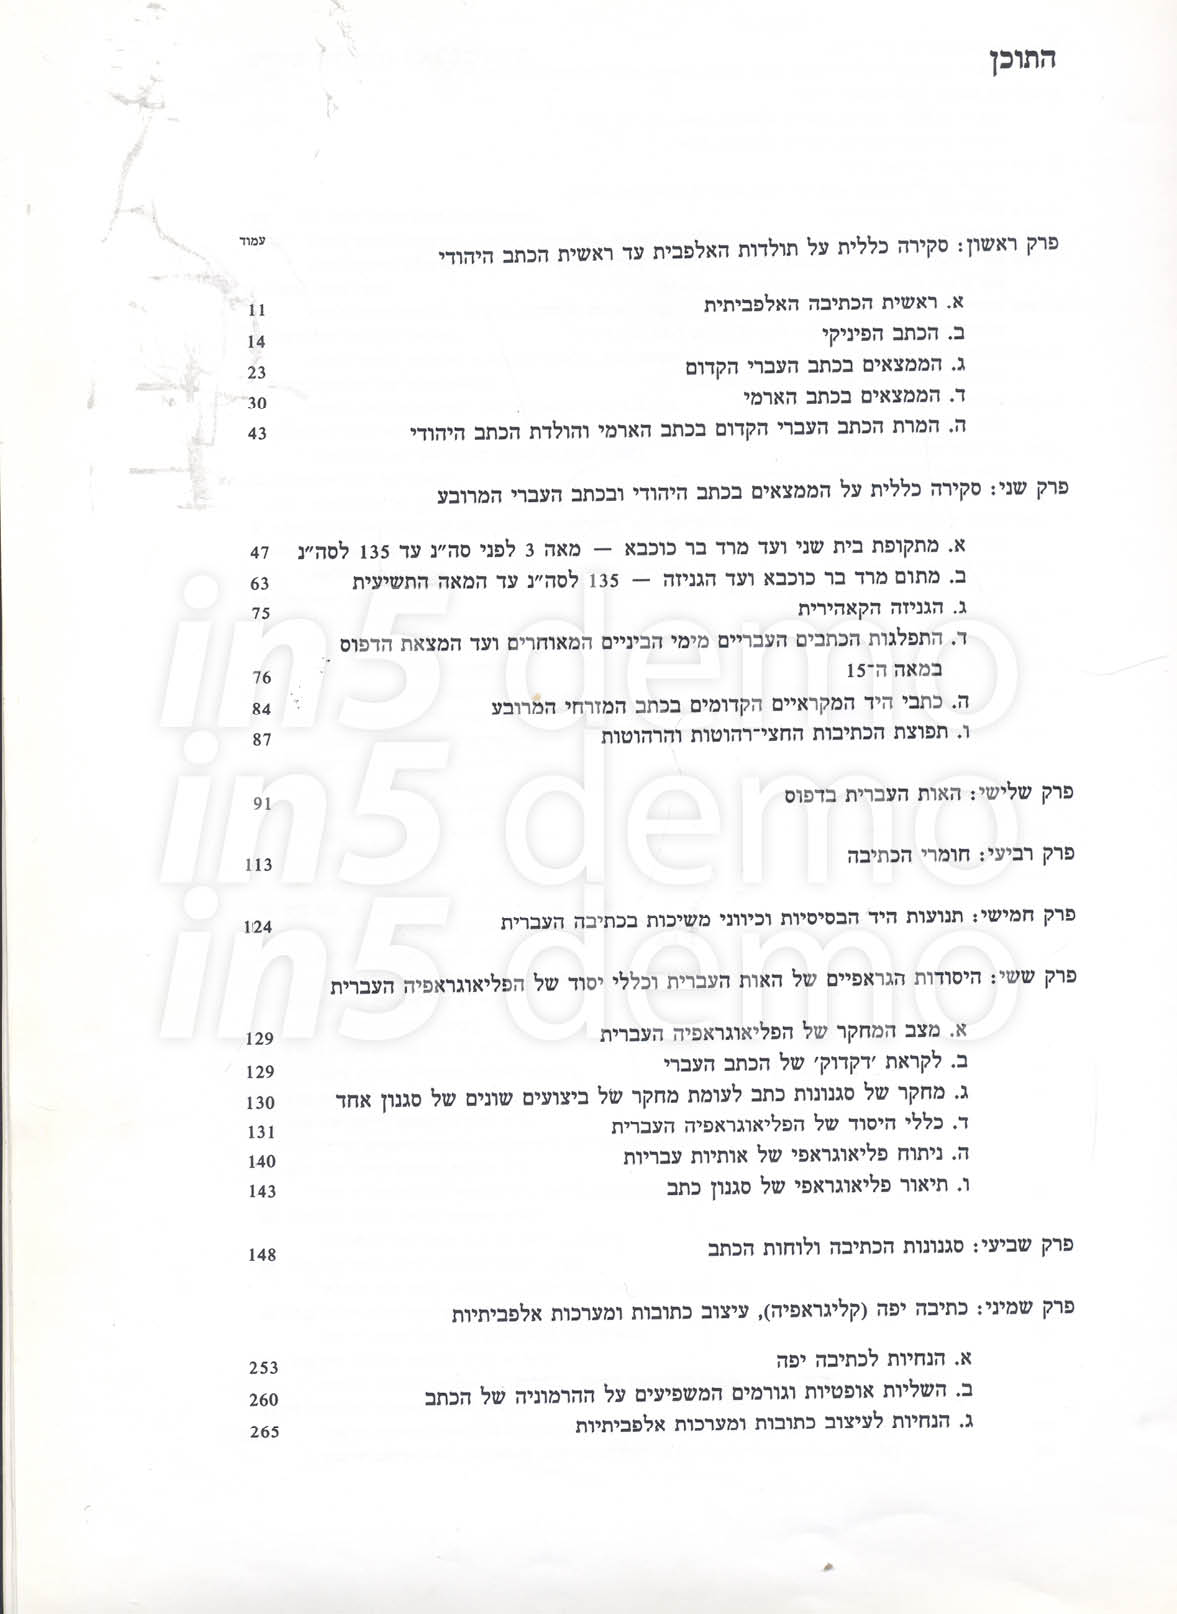 התוכן
עמוד
פרק ראשון: סקירה כללית על תולדות האלפבית עד ראשית הכתב היהודי
א. ראשית הכתיבה האלפביתית 11
ב. הכתב הפיניקי 14
ג. הממצאים בכתב העברי הקדום 23
ד. הממצאים בכתב הארמי 30
ה. המרת הכתב העברי הקדום בכתב הארמי והולדת הכתב היהודי 43
פרק שני: סקירה כללית על הממצאים בכתב היהודי ובכתב העברי המרובע
א. מתקופת בית שני ועד מרד בר כוכבא — מאה 3 לפני סה״נ עד 135 לסה״נ 47
ב. מתום מרד בר כוכבא ועד הגניזה — 135 לסה״נ עד המאה התשיעית 63
ג. הגניזה הקאהירית 75
ד. התפלגות הכתבים העבריים מימי הביניים המאוחרים ועד המצאת הדפוס
במאה ה־15 76
ה. כתבי היד המקראיים הקדומים בכתב המזרחי המרובע 84
ו. תפוצת הכתיבות החצי־רהוטות והרהוטות 87
פרק שלישי: האות העברית בדפוס 91
פרק רביעי: חומרי הכתיבה 113
פרק חמישי: תנועות היד הבסיסיות וכיווני משיכות בכתיבה העברית 124
פרק ששי: היסודות הגראפיים של האות העברית וכללי יסוד של הפליאוגראפיה העברית
א. מצב המחקר של הפליאוגראפיה העברית 129
ב. לקראת ׳דקדוק׳ של הכתב העברי 129
ג. מחקר של סגנונות כתב לעומת מחקר של ביצועים שונים של סגנון אחד 130
ד. כללי היסוד של הפליאוגראפיה העברית 131
ה. ניתוח פליאוגראפי של אותיות עבריות 140
ו. תיאור פליאוגראפי של סגנון כתב 143
פרק שביעי: סגנונות הכתיבה ולוחות הכתב 148
פרק שמיני: כתיבה יפה (קליגראפיה), עיצוב כתובות ומערכות אלפביתיות
א. הנחיות לכתיבה יפה 253
ב. השליות אופטיות וגורמים המשפיעים על ההרמוניה של הכתב 260
ג. הנחיות לעיצוב כתובות ומערכות אלפביתיות 265
in5 demo
in5 demo
in5 demo